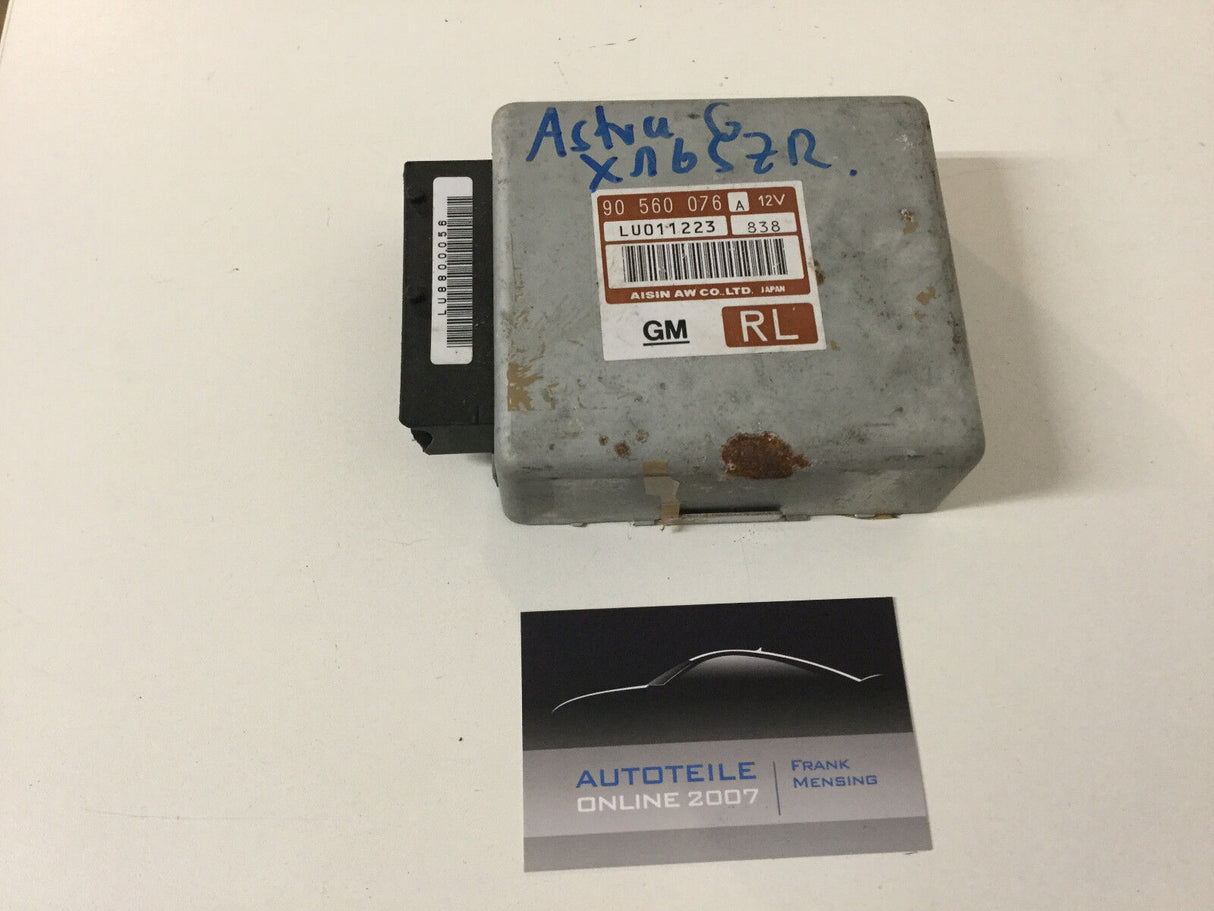 Astra G
X16SZR.
90 560 076 A 12V
LU011223 838
AISIN AW CO.,LTD. JAPAN
GM RL
LU8800056
AUTOTEILE
ONLINE 2007
FRANK
MENSING